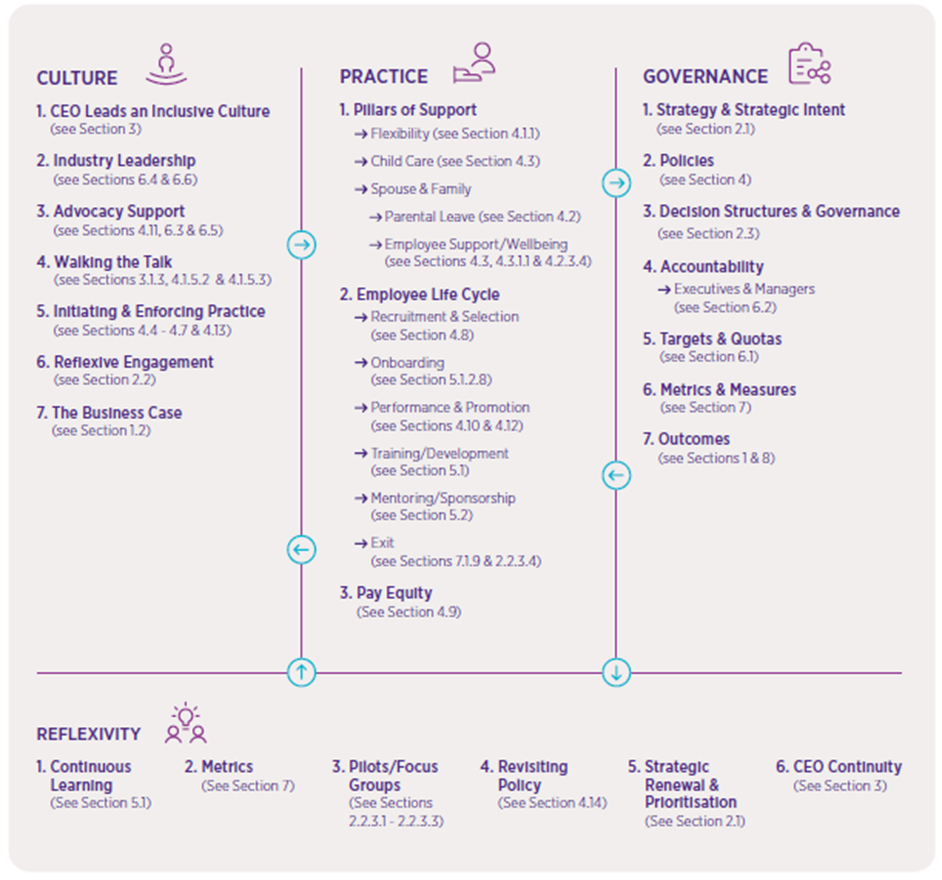 CULTURE
1. CEO Leads an Inclusive Culture
(see Section 3)
2. Industry Leadership
(see Sections 6.4 & 6.6)
3. Advocacy Support
(see Sections 4.11, 6.3 & 6.5)
4. Walking the Talk
(see Sections 3.1.3, 4.1.5.2 & 4.1.5.3)
5. Initiating & Enforcing Practice
(see Sections 4.4 - 4.7 & 4.13)
6. Reflexive Engagement
(see Section 2.2)
7. The Business Case
(see Section 1.2)
PRACTICE
1. Pillars of Support
→ Flexibility (see Section 4.1.1)
→ Child Care (see Section 4.3)
→ Spouse & Family
→ Parental Leave (see Section 4.2)
→ Employee Support/Wellbeing
(see Sections 4.3, 4.3.1.1 & 4.2.3.4)
2. Employee Life Cycle
→ Recruitment & Selection
(see Section 4.8)
→ Onboarding
(see Section 5.1.2.8)
→ Performance & Promotion
(see Sections 4.10 & 4.12)
→ Training/Development
(see Section 5.1)
→ Mentoring/Sponsorship
(see Section 5.2)
→ Exit
(see Sections 7.1.9 & 2.2.3.4)
3. Pay Equity
(See Section 4.9)
GOVERNANCE
1. Strategy & Strategic Intent
(see Section 2.1)
2. Policies
(see Section 4)
3. Decision Structures & Governance
(see Section 2.3)
4. Accountability
→ Executives & Managers
(see Section 6.2)
5. Targets & Quotas
(see Section 6.1)
6. Metrics & Measures
(see Section 7)
7. Outcomes
(see Sections 1 & 8)
REFLEXIVITY
1. Continuous
Learning
(See Section 5.1)
2. Metrics
(See Section 7)
3. Pilots/Focus
Groups
(See Sections
2.2.3.1 - 2.2.3.3)
4. Revisiting
Policy
(See Section 4.14)
5. Strategic
Renewal &
Prioritisation
(See Section 2.1)
6. CEO Continuity
(See Section 3)